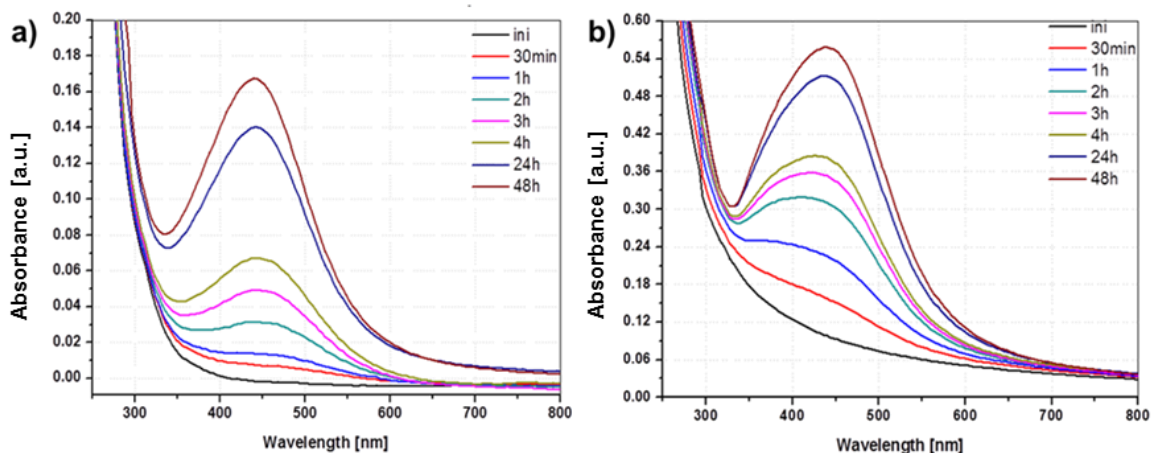 a)
0.20
0.18
0.16
0.14
0.12
0.10
0.08
0.06
0.04
0.02
0.00
Absorbance [a.u.]
300 400 500 600 700 800
Wavelength [nm]
ini
30min
1h
2h
3h
4h
24h
48h
b)
0.60
0.54
0.48
0.42
0.36
0.30
0.24
0.18
0.12
0.06
0.00
Absorbance [a.u.]
300 400 500 600 700 800
Wavelength [nm]
ini
30min
1h
2h
3h
4h
24h
48h